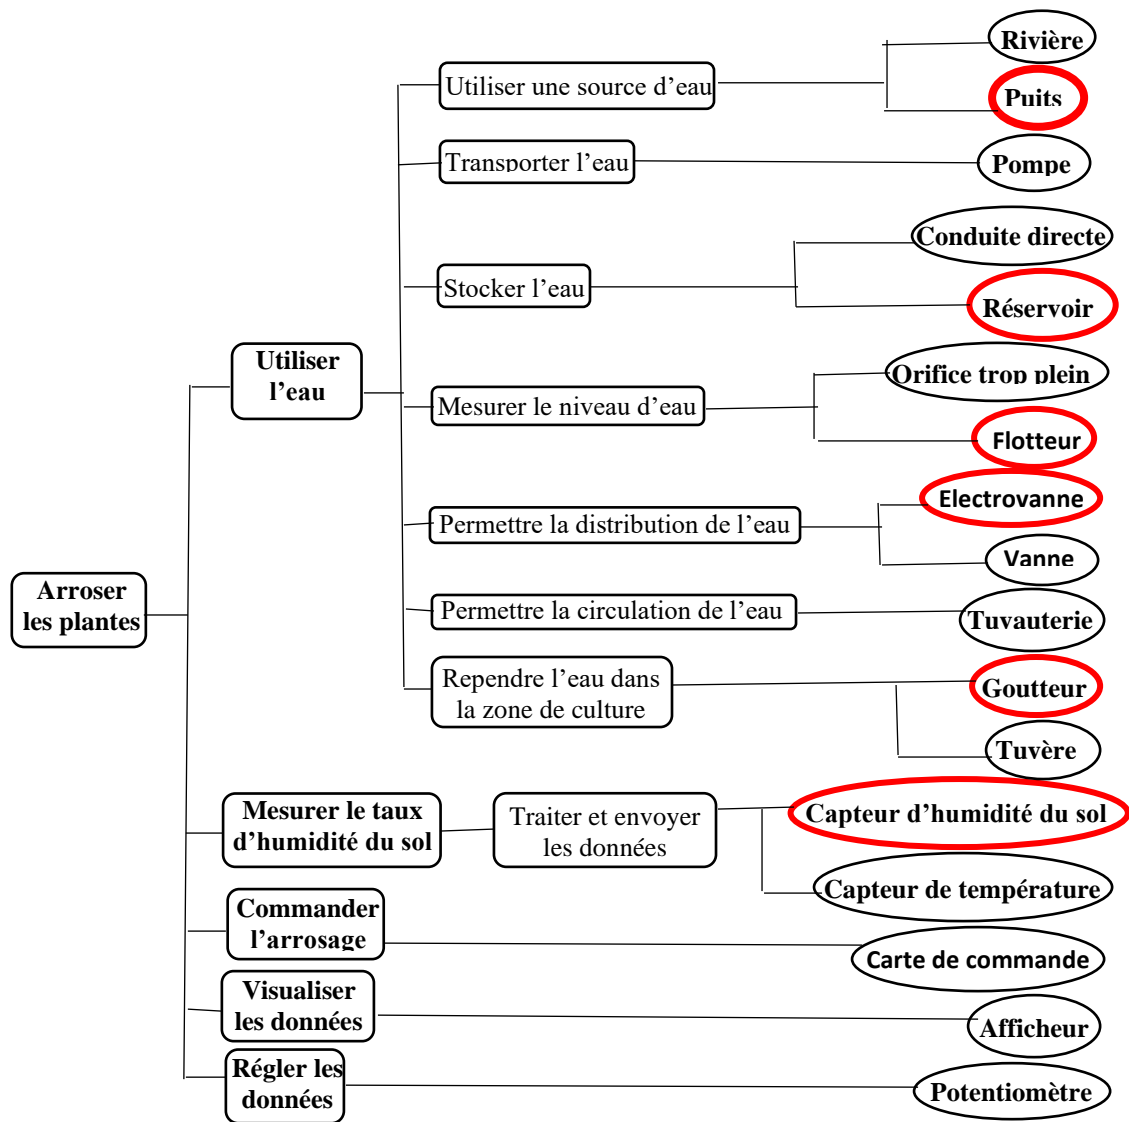 Rivière
Utiliser une source d'eau
Puits
Transporter l'eau
Pompe
Conduite directe
Stocker l'eau
Réservoir
Utiliser
l'eau
Orifice trop plein
Mesurer le niveau d'eau
Flotteur
Electrovanne
Permettre la distribution de l'eau
Vanne
Arroser
les plantes
Permettre la circulation de l'eau
Tuyauterie
Rependre l'eau dans
la zone de culture
Goutteur
Tuyère
Mesurer le taux
d'humidité du sol
Traiter et envoyer
les données
Capteur d'humidité du sol
Capteur de température
Commander
l'arrosage
Carte de commande
Visualiser
les données
Afficheur
Régler les
données
Potentiomètre